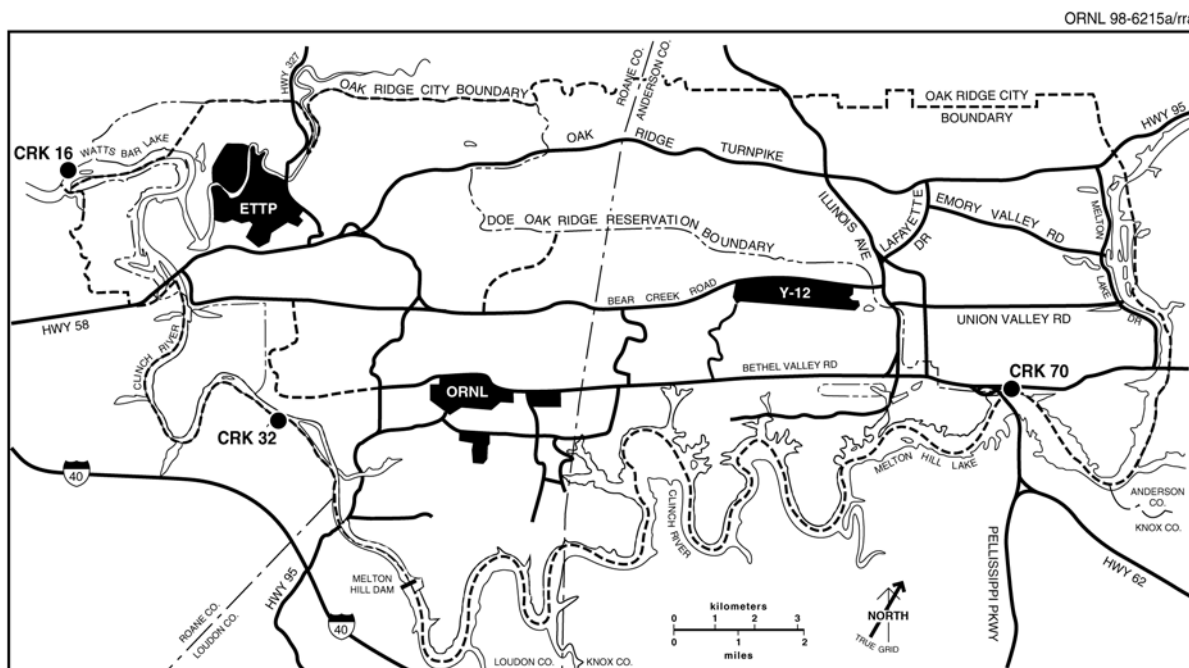 ORNL 98-6215a/rra
HWY 327
OAK RIDGE CITY BOUNDARY
ROANE CO.
ANDERSON CO.
OAK RIDGE CITY
BOUNDARY
HWY 95
CRK 16
WATTS BAR LAKE
OAK RIDGE TURNPIKE
ETTP
ILLINOIS AVE
LAFAYETTE
DR
EMORY VALLEY RD
MELTON
LAKE
DR
DOE OAK RIDGE RESERVATION BOUNDARY
BEAR CREEK ROAD
Y-12
HWY 58
UNION VALLEY RD
CLINCH RIVER
BETHEL VALLEY RD
CRK 70
ORNL
CRK 32
MELTON HILL LAKE
40
CLINCH RIVER
ANDERSON
CO.
KNOX CO.
PELLISSIPPI PKWY
HWY 62
MELTON
HILL DAM
HWY 95
ROANE CO.
LOUDON CO.
40
kilometers
0 1 2 3
0 1 2
miles
NORTH
TRUE GRID
LOUDON CO.
KNOX CO.